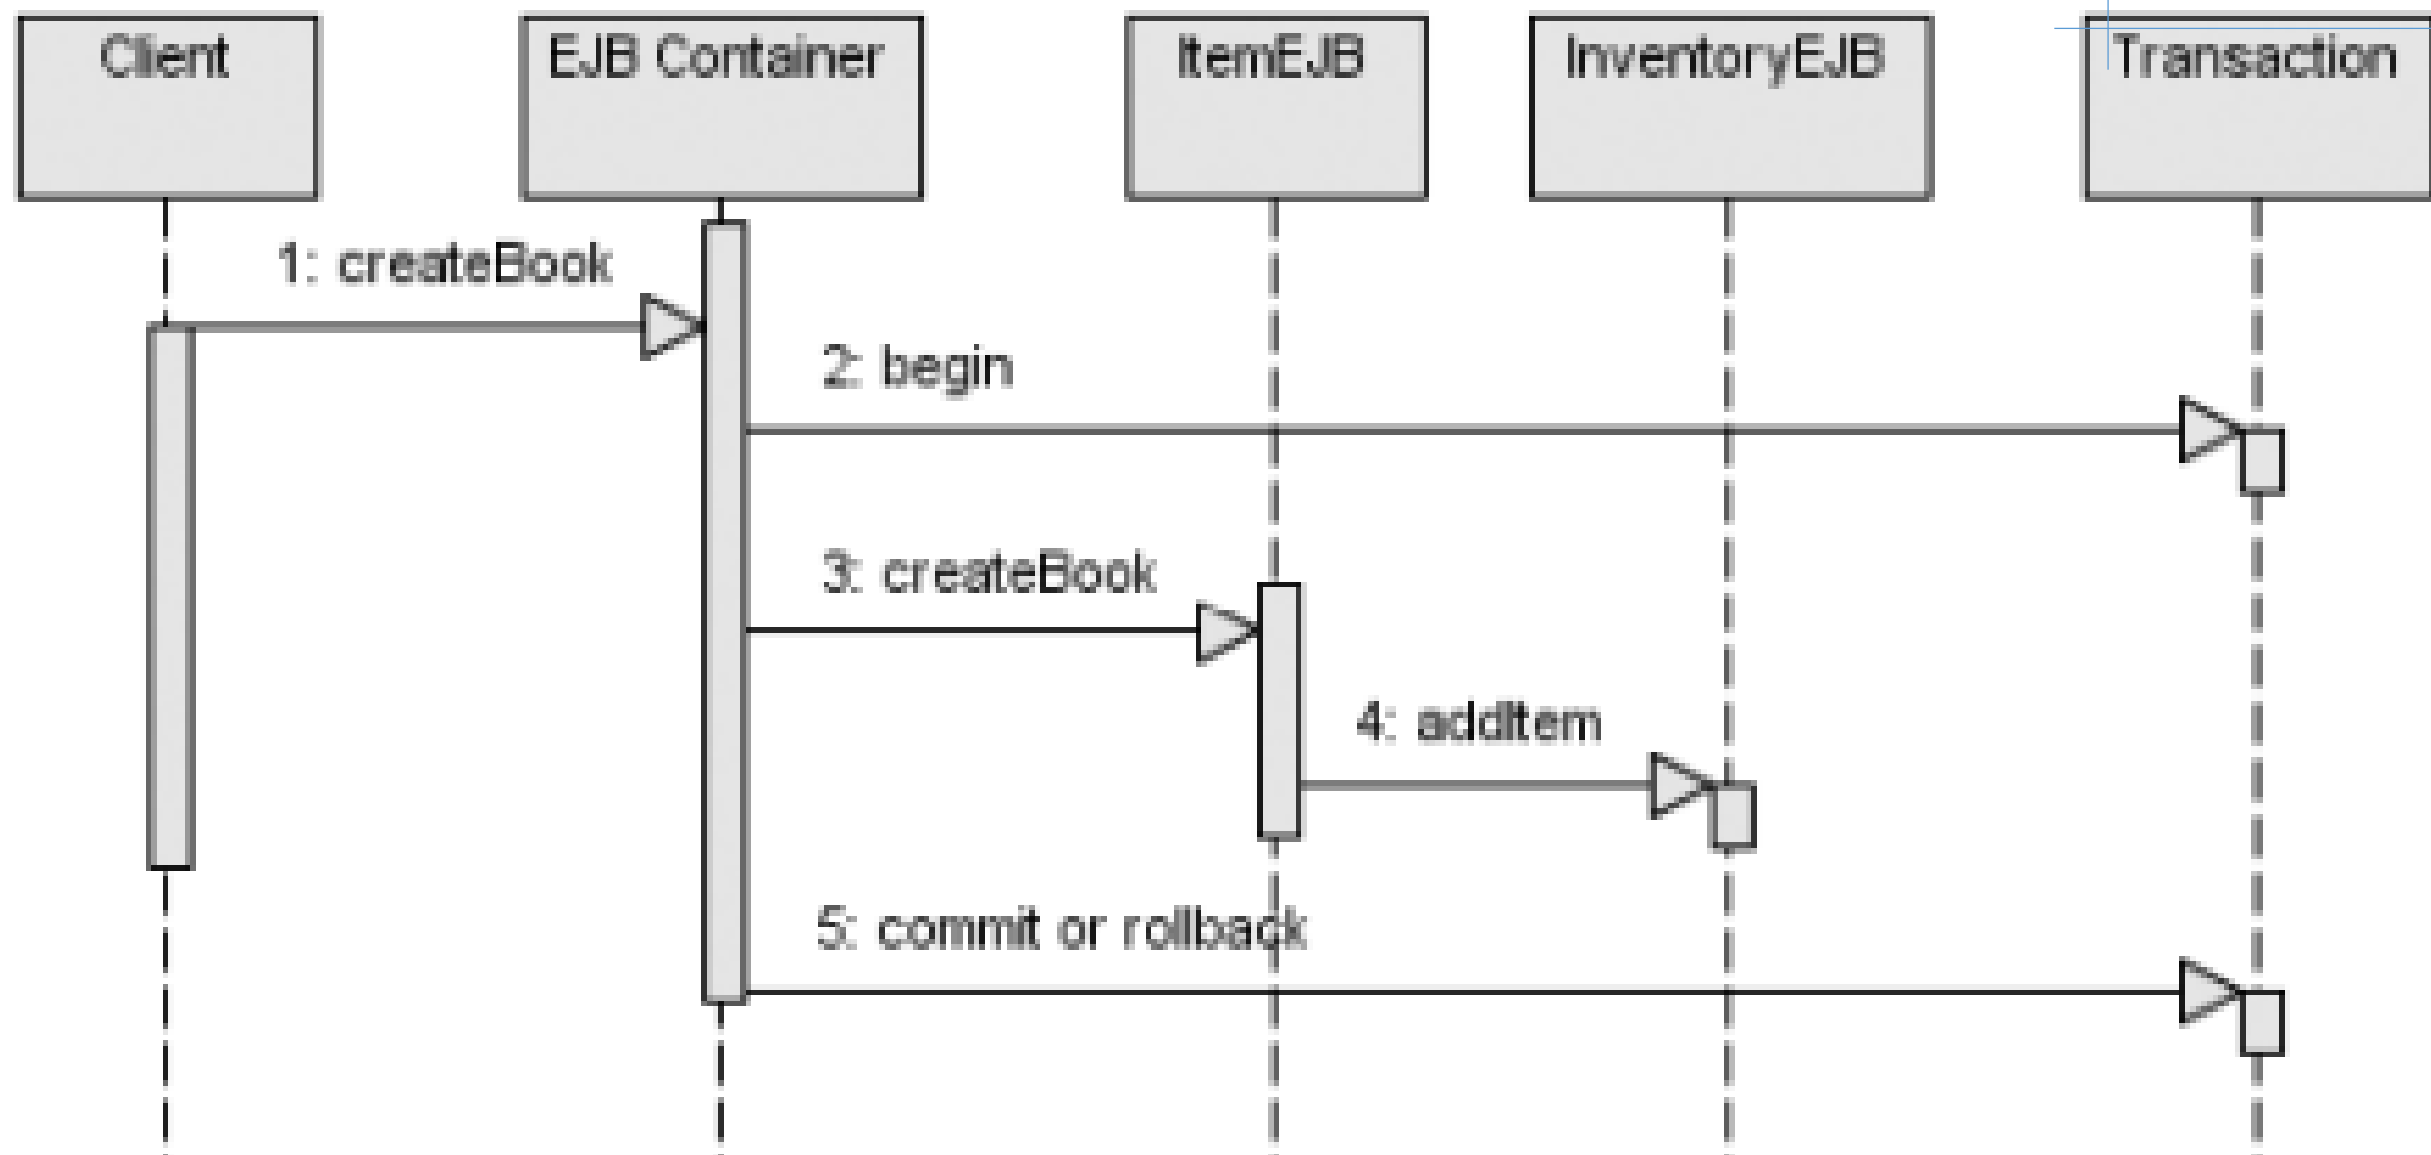 Client
EJB Container
ItemEJB
InventoryEJB
Transaction
1: createBook
2: begin
3: createBook
4: addItem
5: commit or rollback